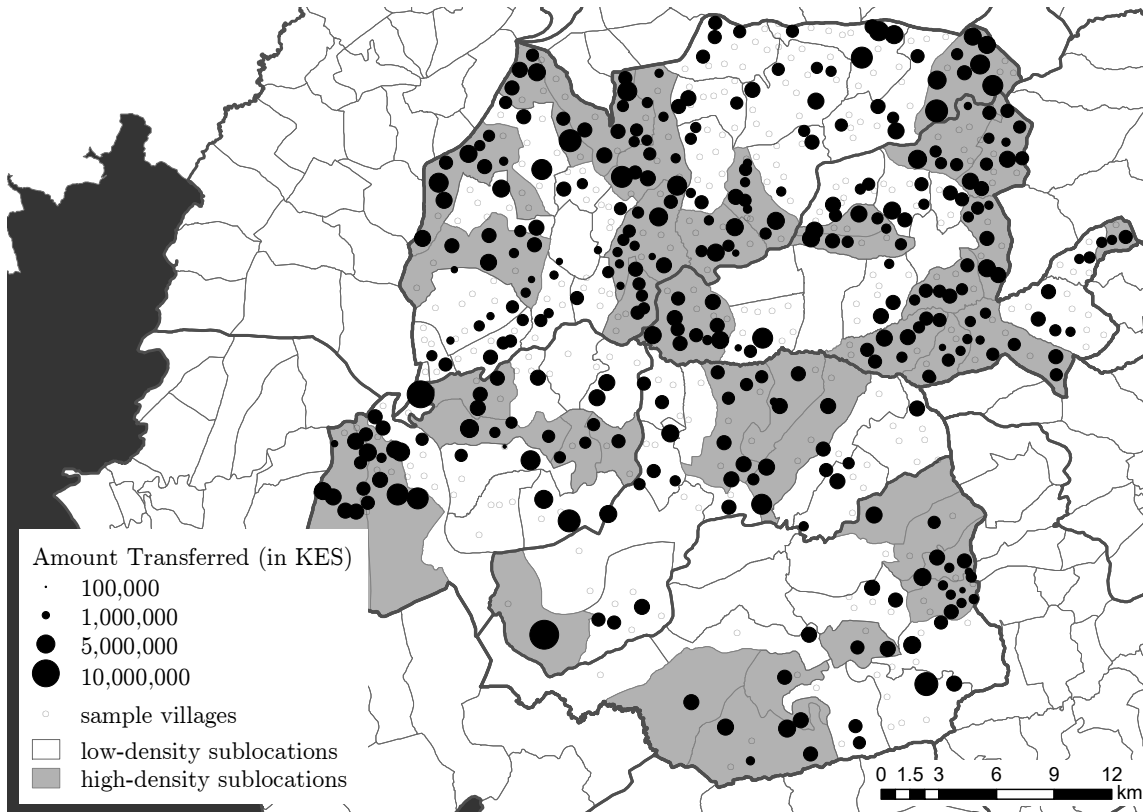 Amount Transferred (in KES)
100,000
1,000,000
5,000,000
10,000,000
sample villages
low-density sublocations
high-density sublocations
0 1.5 3 6 9 12
km